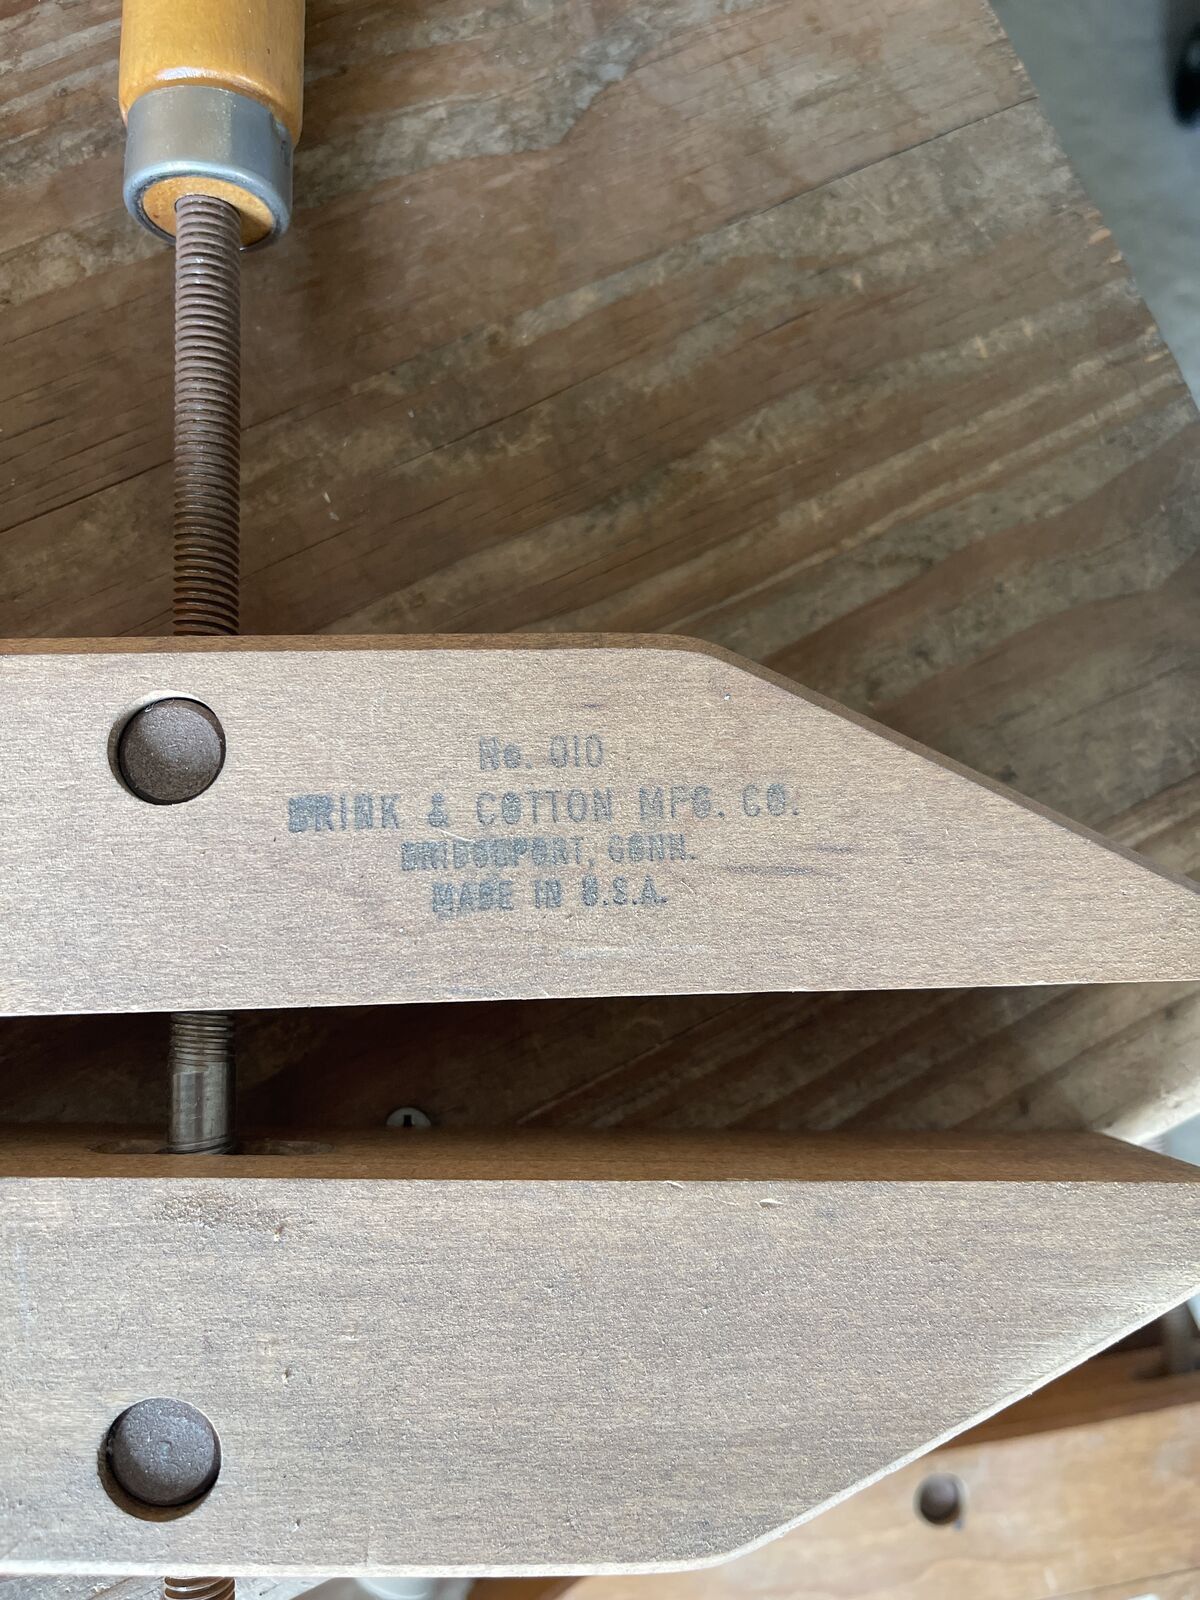 No. 010
BRINK & COTTON MFG. CO.
BRIDGEPORT, CONN.
MADE IN U.S.A.